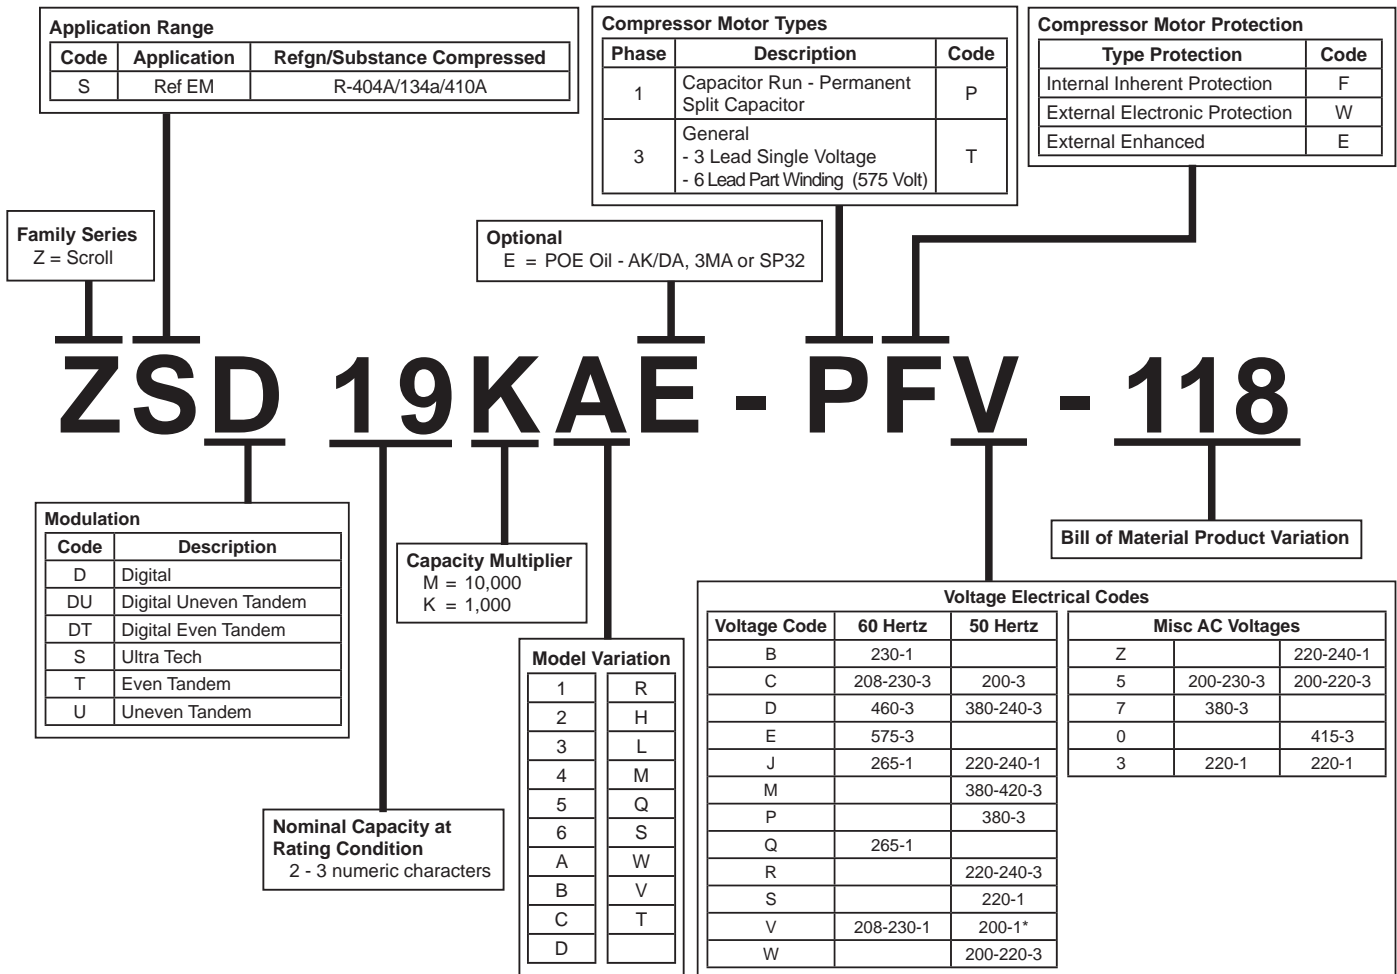 Application Range
Code Application Refgn/Substance Compressed
S Ref EM R-404A/134a/410A
Compressor Motor Types
Phase Description Code
1 Capacitor Run - Permanent Split Capacitor P
3 General T
- 3 Lead Single Voltage
- 6 Lead Part Winding (575 Volt)
Compressor Motor Protection
Type Protection Code
Internal Inherent Protection F
External Electronic Protection W
External Enhanced E
Family Series
Z = Scroll
Optional
E = POE Oil - AK/DA, 3MA or SP32
ZSD 19KAE - PFV - 118
Modulation
Code Description
D Digital
DU Digital Uneven Tandem
DT Digital Even Tandem
S Ultra Tech
T Even Tandem
U Uneven Tandem
Capacity Multiplier
M = 10,000
K = 1,000
Nominal Capacity at
Rating Condition
2 - 3 numeric characters
Model Variation
1 R
2 H
3 L
4 M
5 Q
6 S
A W
B V
C T
D
Bill of Material Product Variation
Voltage Electrical Codes
Voltage Code 60 Hertz 50 Hertz
B 230-1
C 208-230-3 200-3
D 460-3 380-240-3
E 575-3
J 265-1 220-240-1
M 380-420-3
P 380-3
Q 265-1
R 220-240-3
S 220-1
V 208-230-1 200-1*
W 200-220-3
Misc AC Voltages
Z 220-240-1
5 200-230-3 200-220-3
7 380-3
0 415-3
3 220-1 220-1